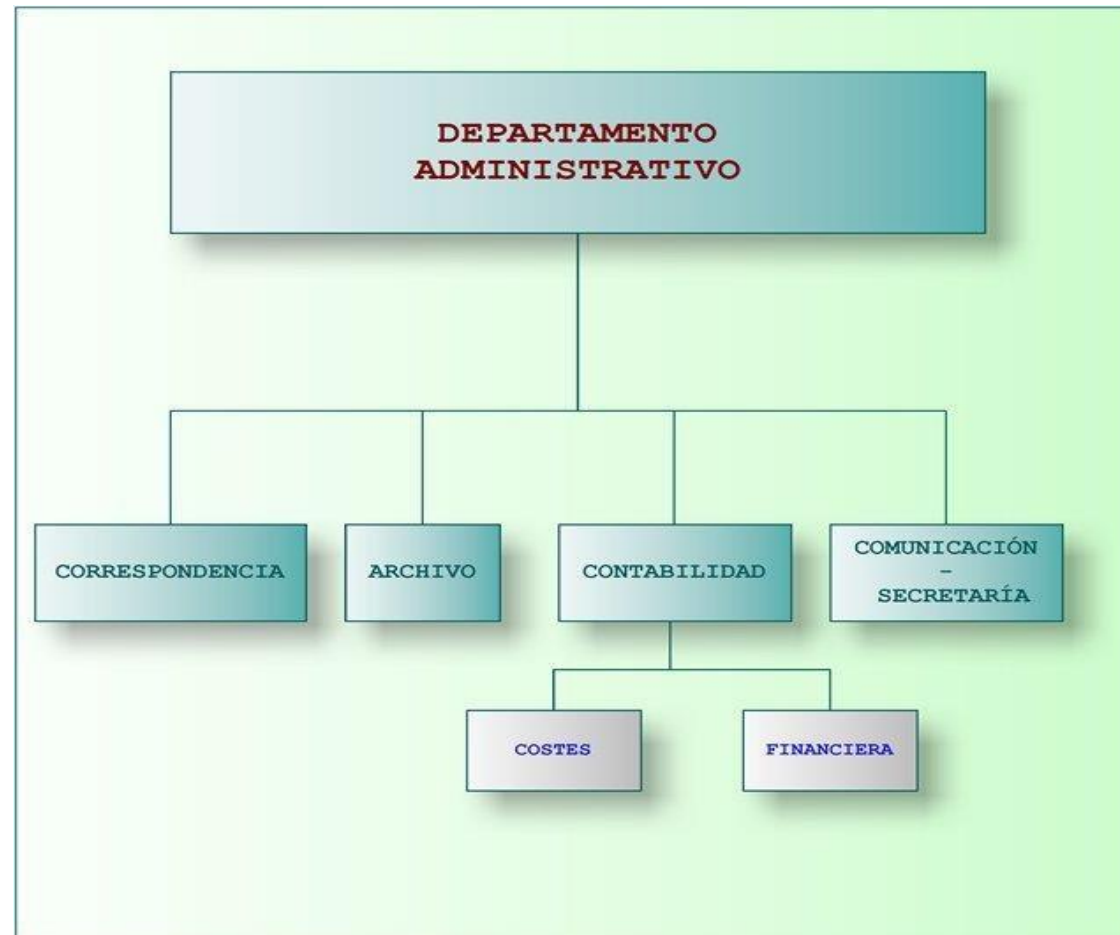 DEPARTAMENTO
ADMINISTRATIVO
CORRESPONDENCIA
ARCHIVO
CONTABILIDAD
COMUNICACIÓN
-
SECRETARÍA
COSTES
FINANCIERA